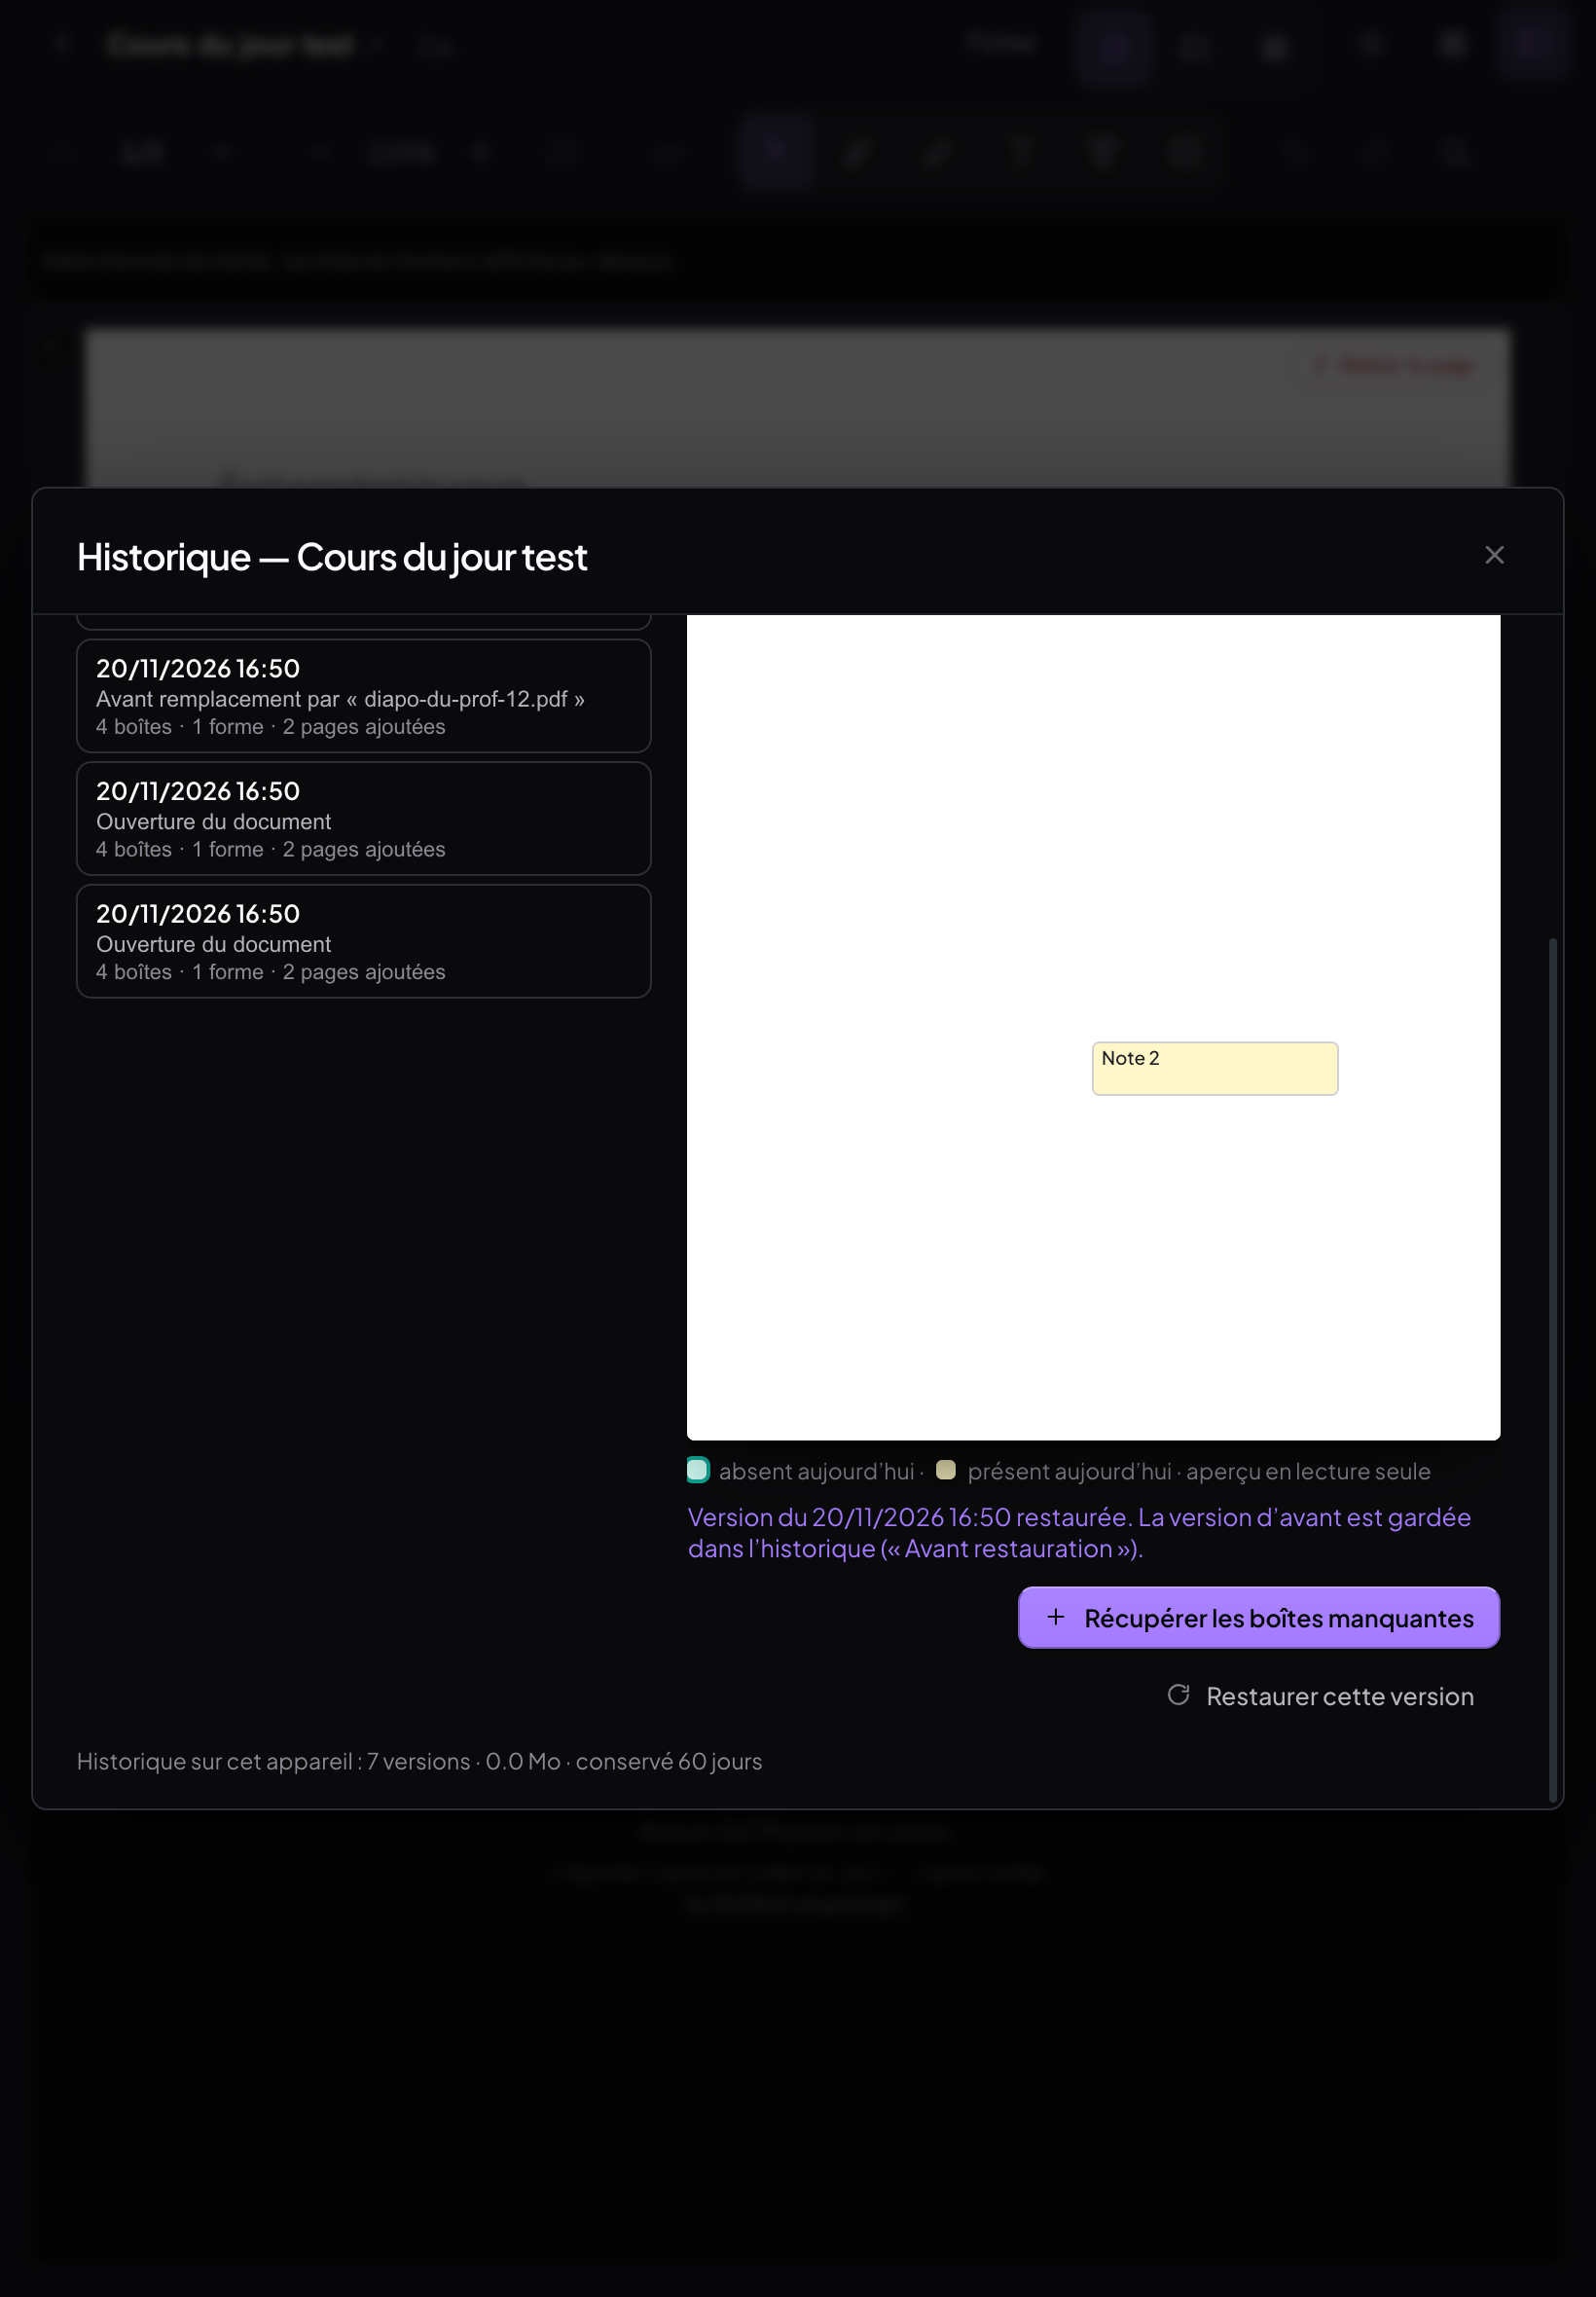 Cours du jour test
Historique — Cours du jour test
20/11/2026 16:50
Avant remplacement par « diapo-du-prof-12.pdf »
4 boîtes · 1 forme · 2 pages ajoutées
20/11/2026 16:50
Ouverture du document
4 boîtes · 1 forme · 2 pages ajoutées
20/11/2026 16:50
Ouverture du document
4 boîtes · 1 forme · 2 pages ajoutées
Note 2
absent aujourd’hui · présent aujourd’hui · aperçu en lecture seule
Version du 20/11/2026 16:50 restaurée. La version d’avant est gardée
dans l’historique (« Avant restauration »).
+ Récupérer les boîtes manquantes
Restaurer cette version
Historique sur cet appareil : 7 versions · 0.0 Mo · conservé 60 jours